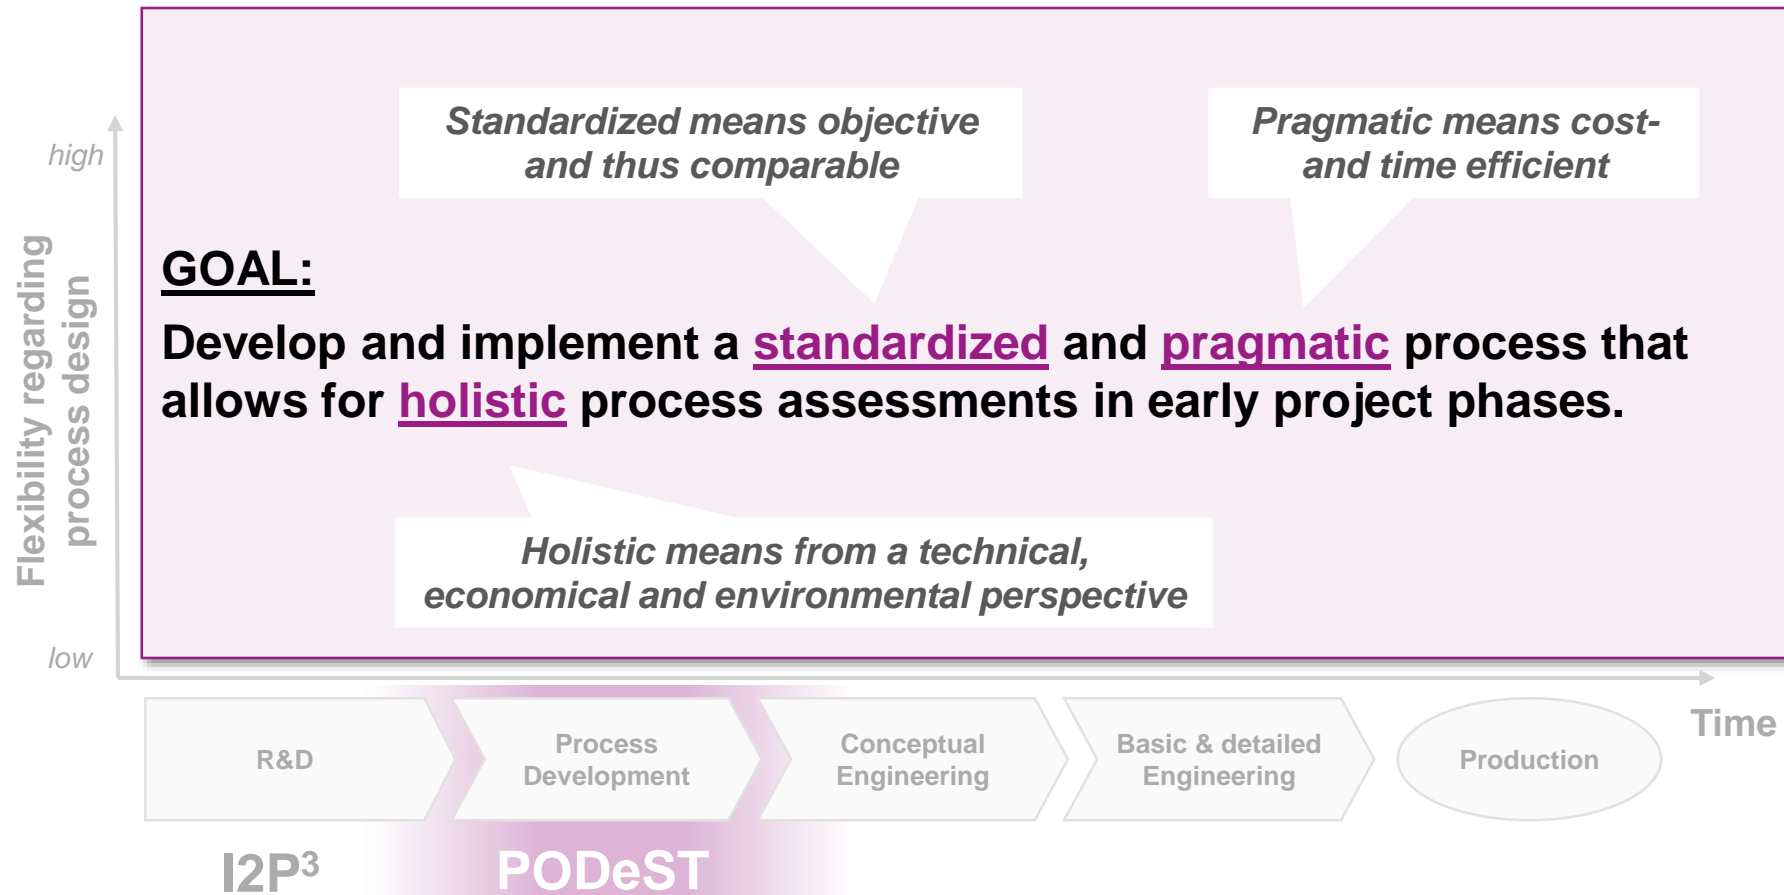 Standardized means objective
and thus comparable
Pragmatic means cost-
and time efficient
high
Flexibility regarding
process design
low
GOAL:
Develop and implement a standardized and pragmatic process that
allows for holistic process assessments in early project phases.
Holistic means from a technical,
economical and environmental perspective
Time
R&D
Process
Development
Conceptual
Engineering
Basic & detailed
Engineering
Production
I2P³
PODeST